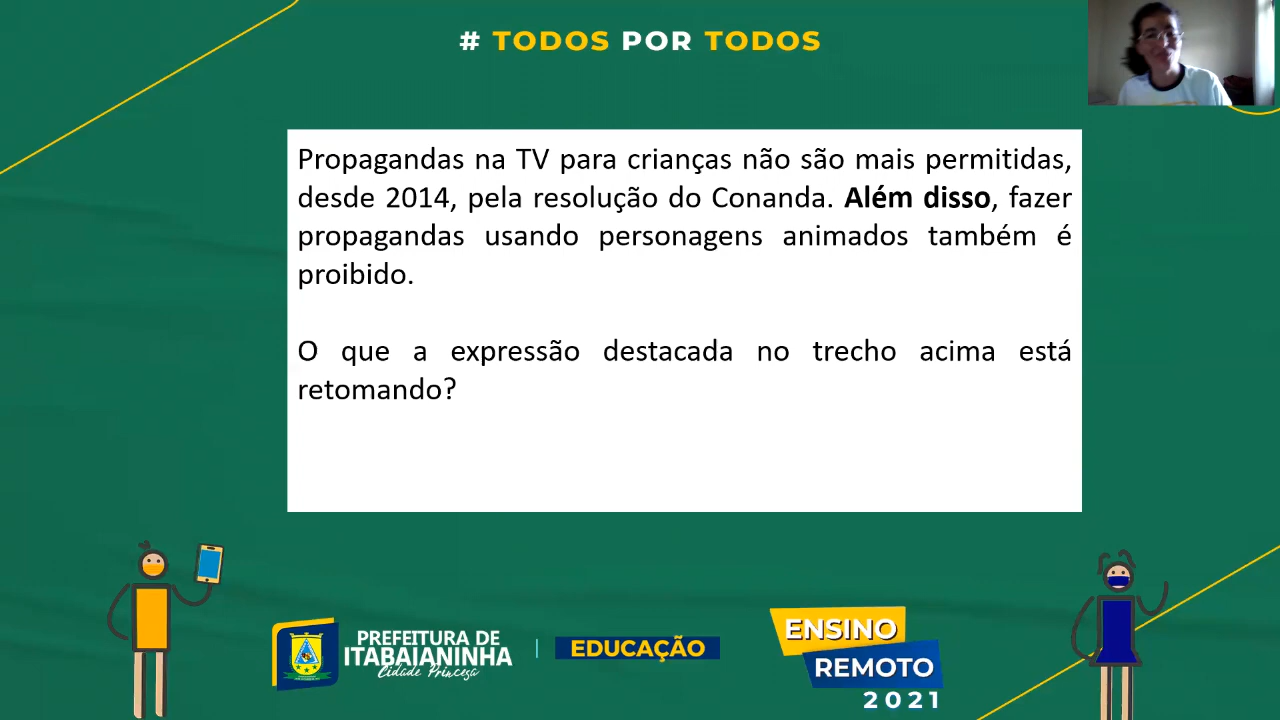 # TODOS POR TODOS
Propagandas na TV para crianças não são mais permitidas,
desde 2014, pela resolução do Conanda. Além disso, fazer
propagandas usando personagens animados também é
proibido.
O que a expressão destacada no trecho acima está
retomando?
PREFEITURA DE
ITABAIANINHA
Cidade Princesa
EDUCAÇÃO
ENSINO
REMOTO
2021